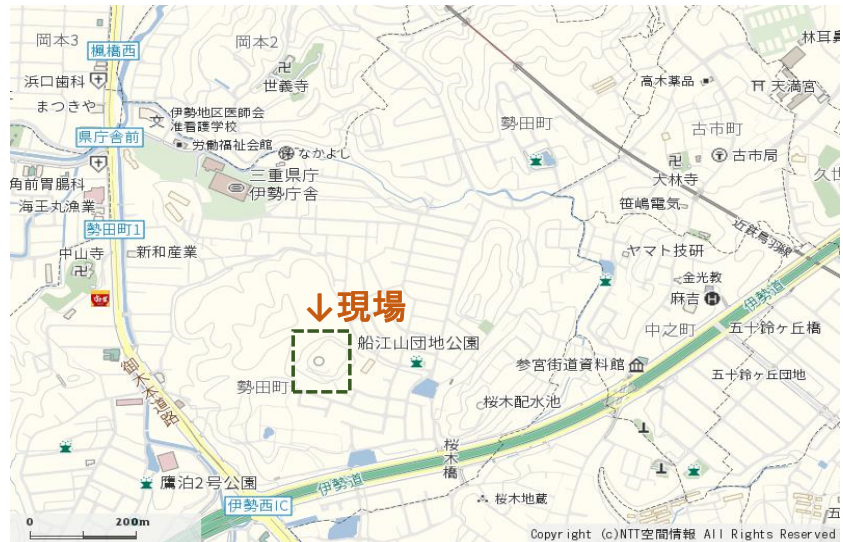 岡本3
楓橋西
岡本2
林耳鼻
浜口歯科
世義寺
高木薬品
天満宮
まつきや
伊勢地区医師会
准看護学校
勢田町
古市町
県庁舎前
労働福祉会館
なかよし
古市局
三重県庁
伊勢庁舎
大林寺
角前胃腸科
久世
海王丸漁業
笹嶋電気
勢田町1
近鉄鳥羽線
中山寺
新和産業
ヤマト技研
金光教
麻吉
伊勢道
↓現場
中之町
五十鈴ヶ丘橋
船江山団地公園
参宮街道資料館
五十鈴ヶ丘団地
勢田町
御木本道路
桜木配水池
桜木橋
鷹泊2号公園
伊勢道
伊勢西IC
桜木地蔵
五
0 200m
Copyright (c)NTT空間情報 All Rights Reserved